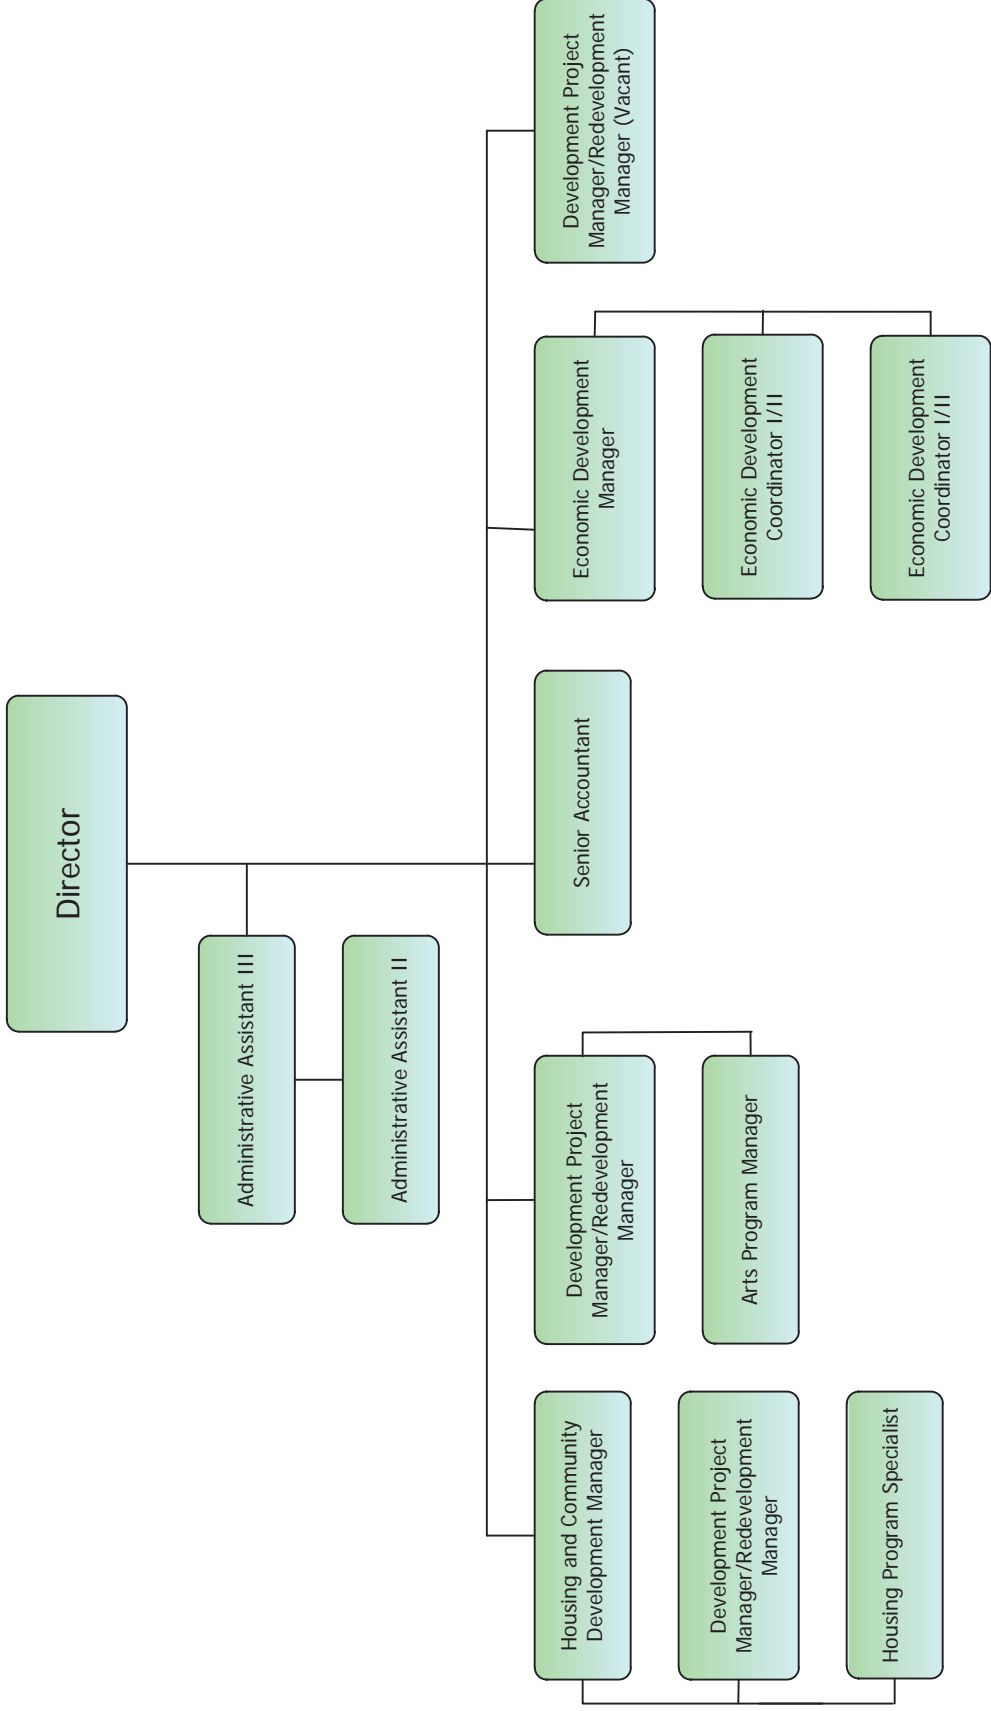 Director
Administrative Assistant III
Administrative Assistant II
Housing and Community
Development Manager
Development Project
Manager/Redevelopment
Manager
Housing Program Specialist
Development Project
Manager/Redevelopment
Manager
Arts Program Manager
Senior Accountant
Economic Development
Manager
Economic Development
Coordinator I/II
Economic Development
Coordinator I/II
Development Project
Manager/Redevelopment
Manager (Vacant)